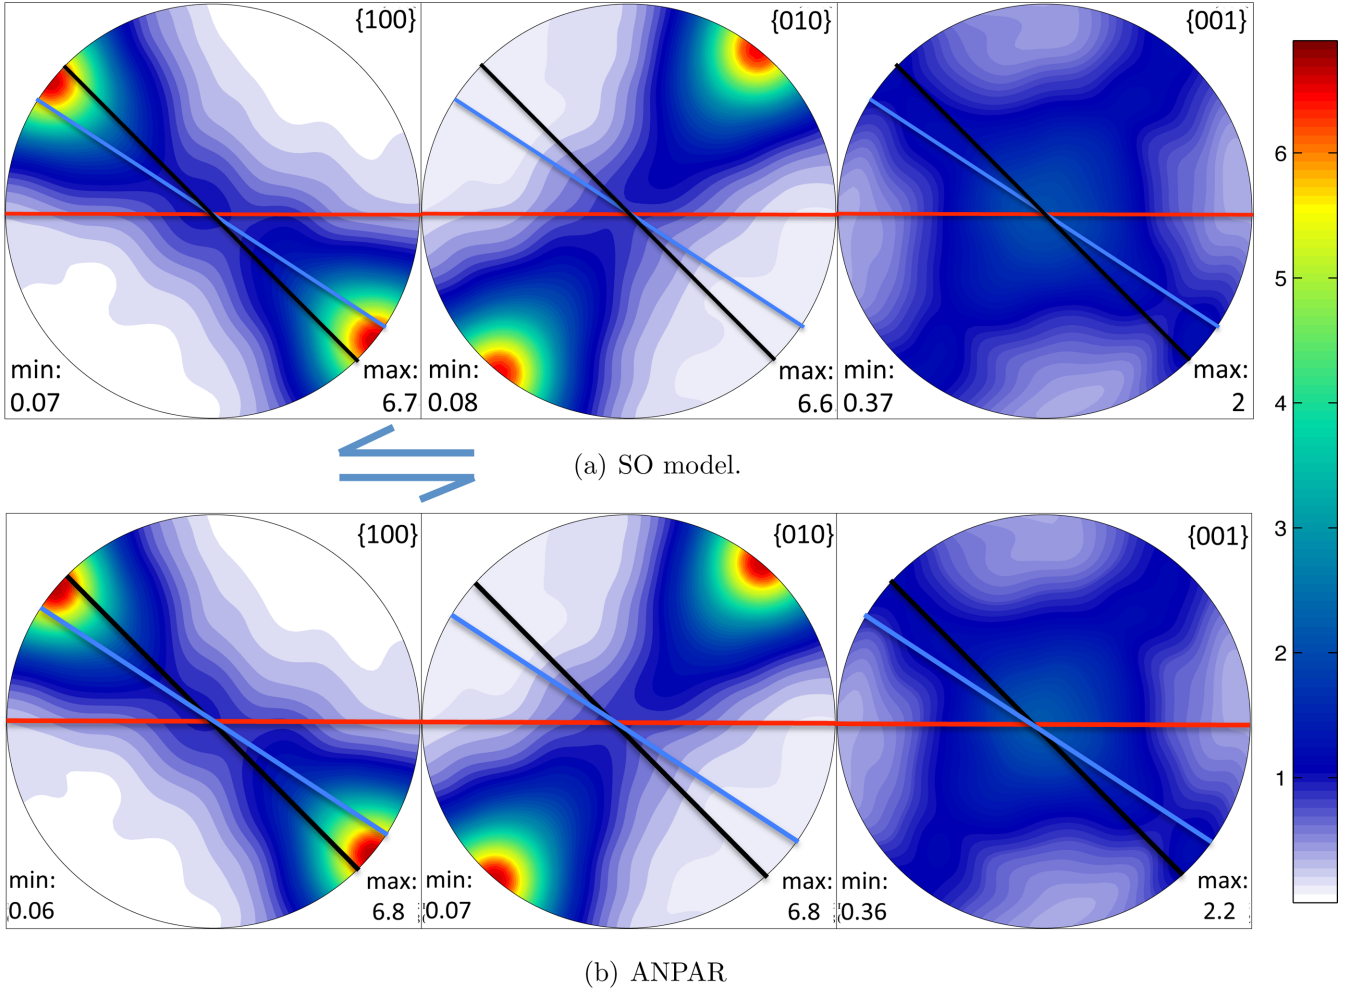 {100} {010} {001}
6
5
min: max: min: max: min: max:
0.07 6.7 0.08 6.6 0.37 2
4
(a) SO model.
{100} {010} {001}
3
2
1
min: max: min: max: min: max:
0.06 6.8 0.07 6.8 0.36 2.2
(b) ANPAR